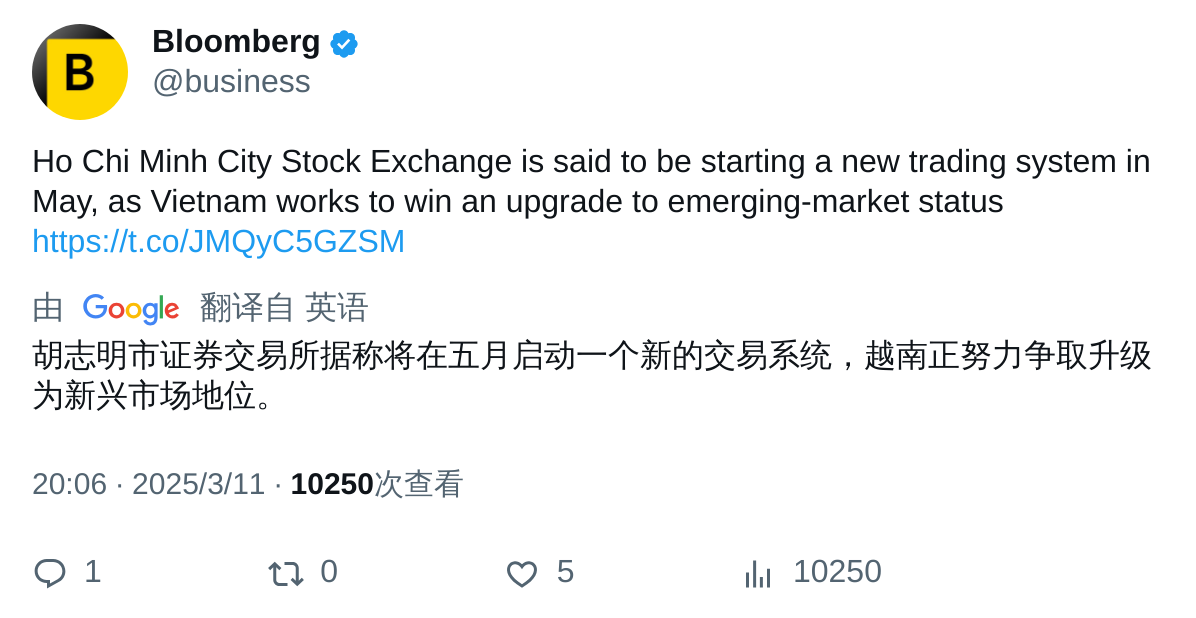 B
Bloomberg
@business
Ho Chi Minh City Stock Exchange is said to be starting a new trading system in
May, as Vietnam works to win an upgrade to emerging-market status
https://t.co/JMQyC5GZSM
由 Google 翻译自 英语
胡志明市证券交易所据称将在五月启动一个新的交易系统，越南正努力争取升级
为新兴市场地位。
20:06 · 2025/3/11 · 10250次查看
1 0 5 10250